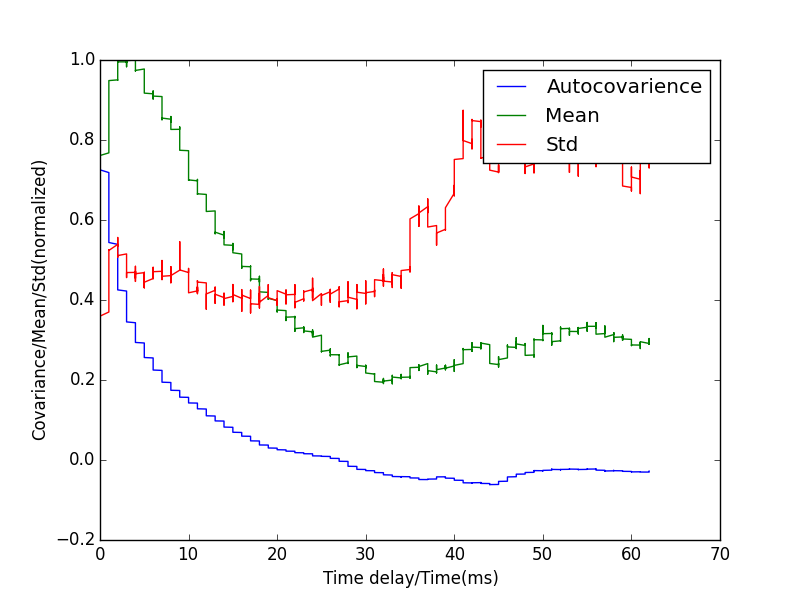 1.0
0.8
0.6
0.4
0.2
0.0
−0.2
0 10 20 30 40 50 60 70
Time delay/Time(ms)
Covariance/Mean/Std(normalized)
Autocovarience
Mean
Std